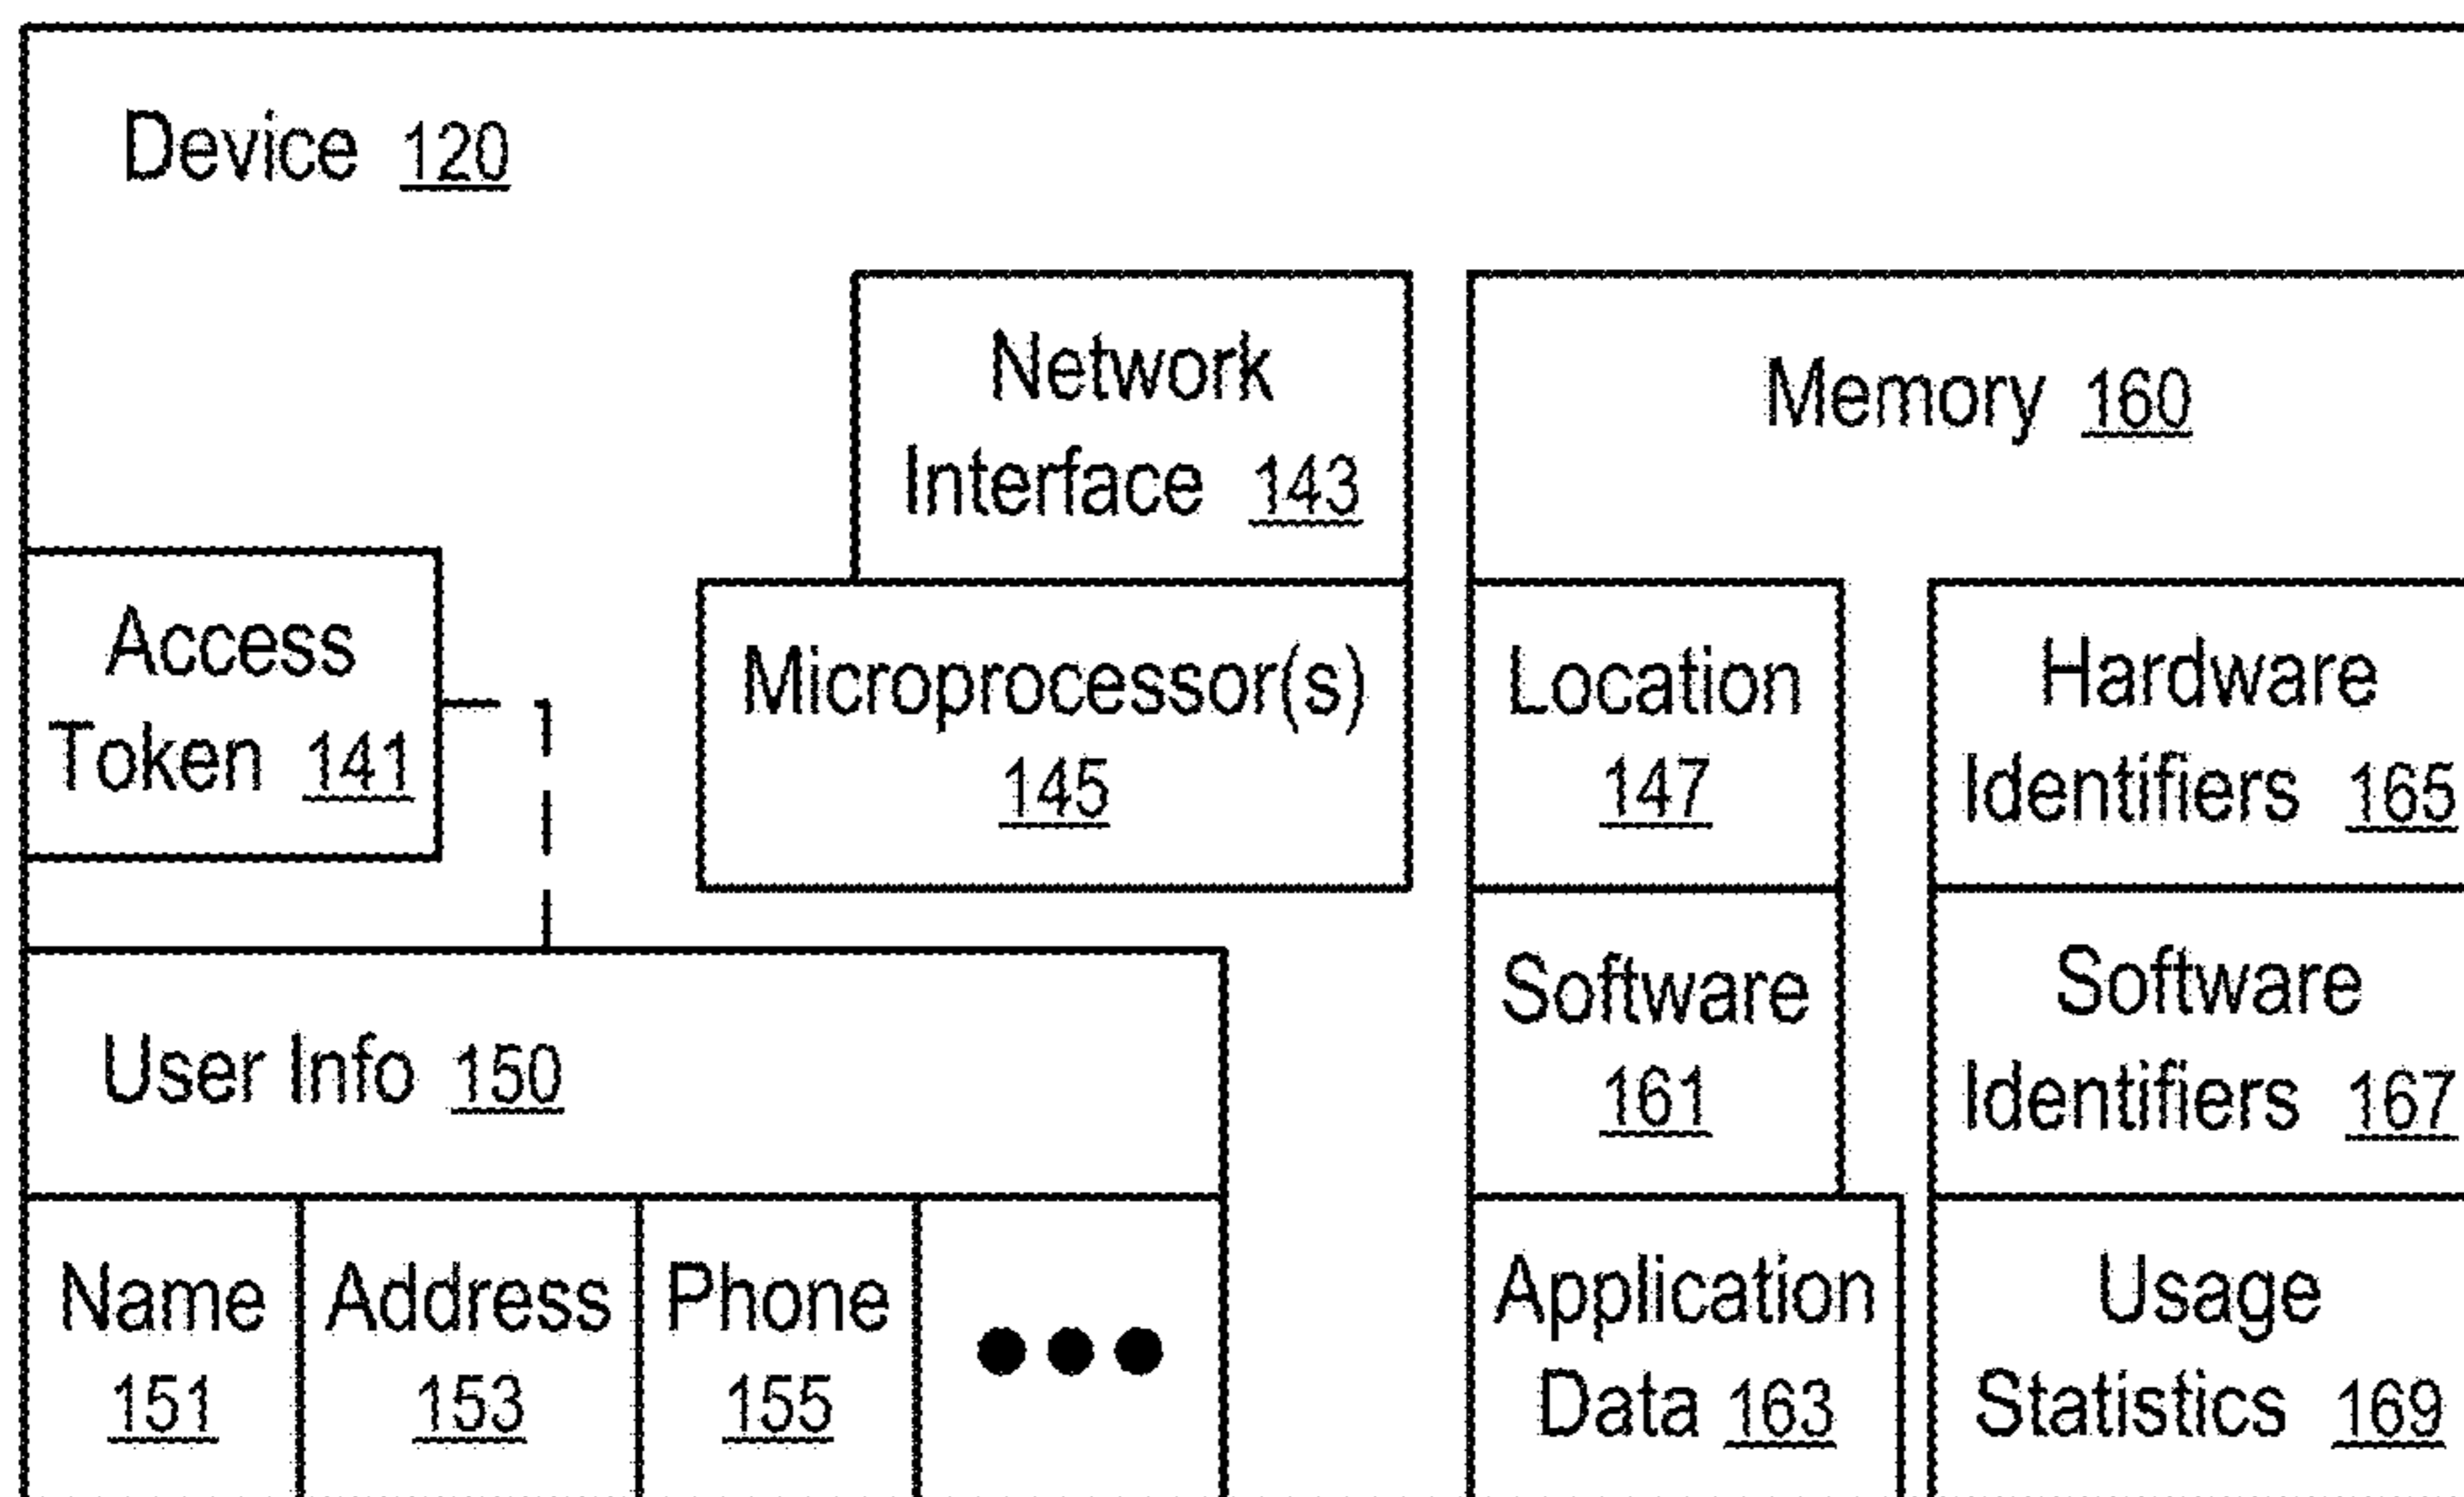 Device 120
Network
Interface 143
Memory 160
Access
Token 141
Microprocessor(s)
145
Location
147
Hardware
Identifiers 165
User Info 150
Software
161
Software
Identifiers 167
Name
151
Address
153
Phone
155
Application
Data 163
Usage
Statistics 169